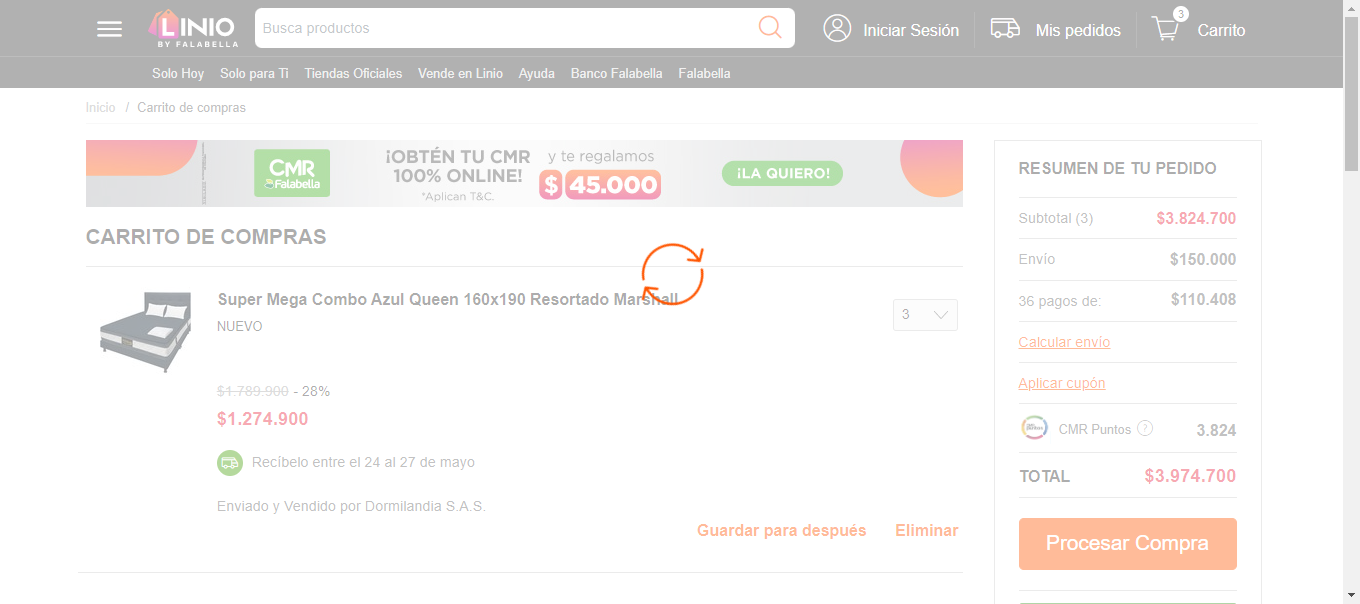 LINIO
BY FALABELLA
Busca productos
Iniciar Sesión
Mis pedidos
3
Carrito
Solo Hoy
Solo para Ti
Tiendas Oficiales
Vende en Linio
Ayuda
Banco Falabella
Falabella
Inicio / Carrito de compras
CMR
Falabella
¡OBTÉN TU CMR
100% ONLINE!
*Aplican T&C.
y te regalamos
$ 45.000
¡LA QUIERO!
CARRITO DE COMPRAS
Super Mega Combo Azul Queen 160x190 Resortado Marshall
NUEVO
3
$1.789.900 - 28%
$1.274.900
Recíbelo entre el 24 al 27 de mayo
Enviado y Vendido por Dormilandia S.A.S.
Guardar para después
Eliminar
RESUMEN DE TU PEDIDO
Subtotal (3) $3.824.700
Envío $150.000
36 pagos de: $110.408
Calcular envío
Aplicar cupón
CMR Puntos ? 3.824
TOTAL $3.974.700
Procesar Compra